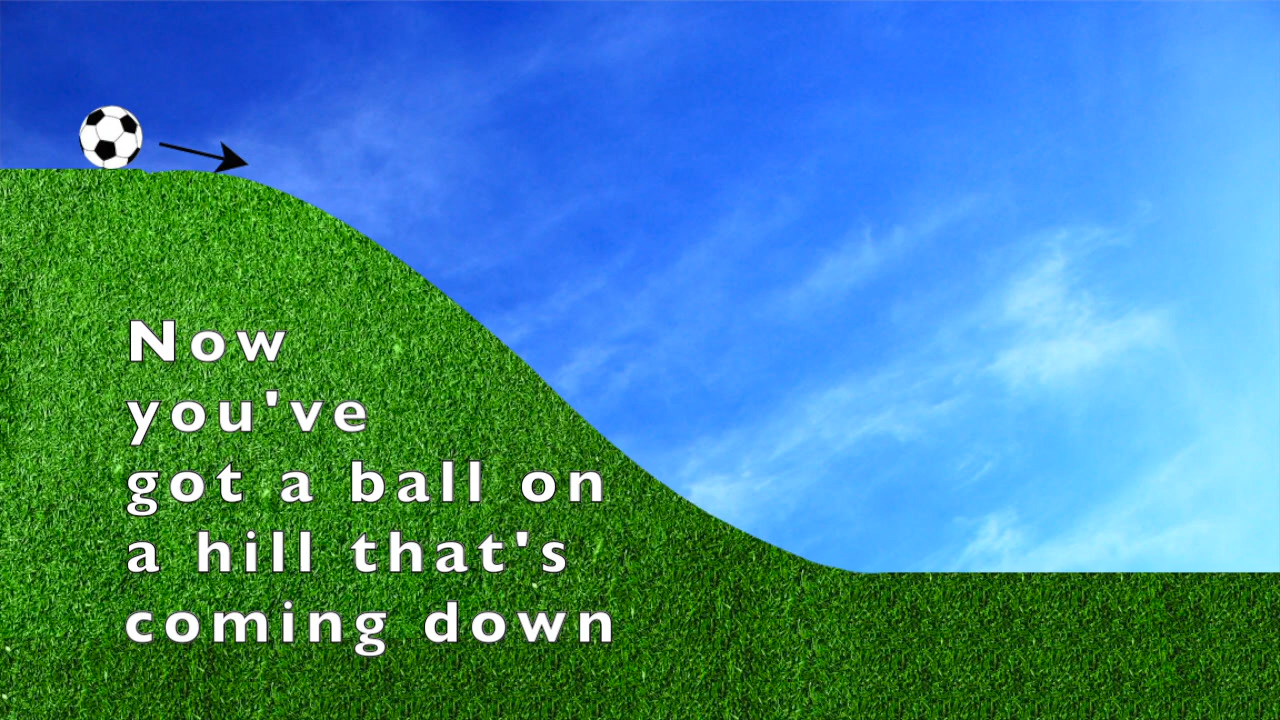 Now
you've
got a ball on
a hill that's
coming down